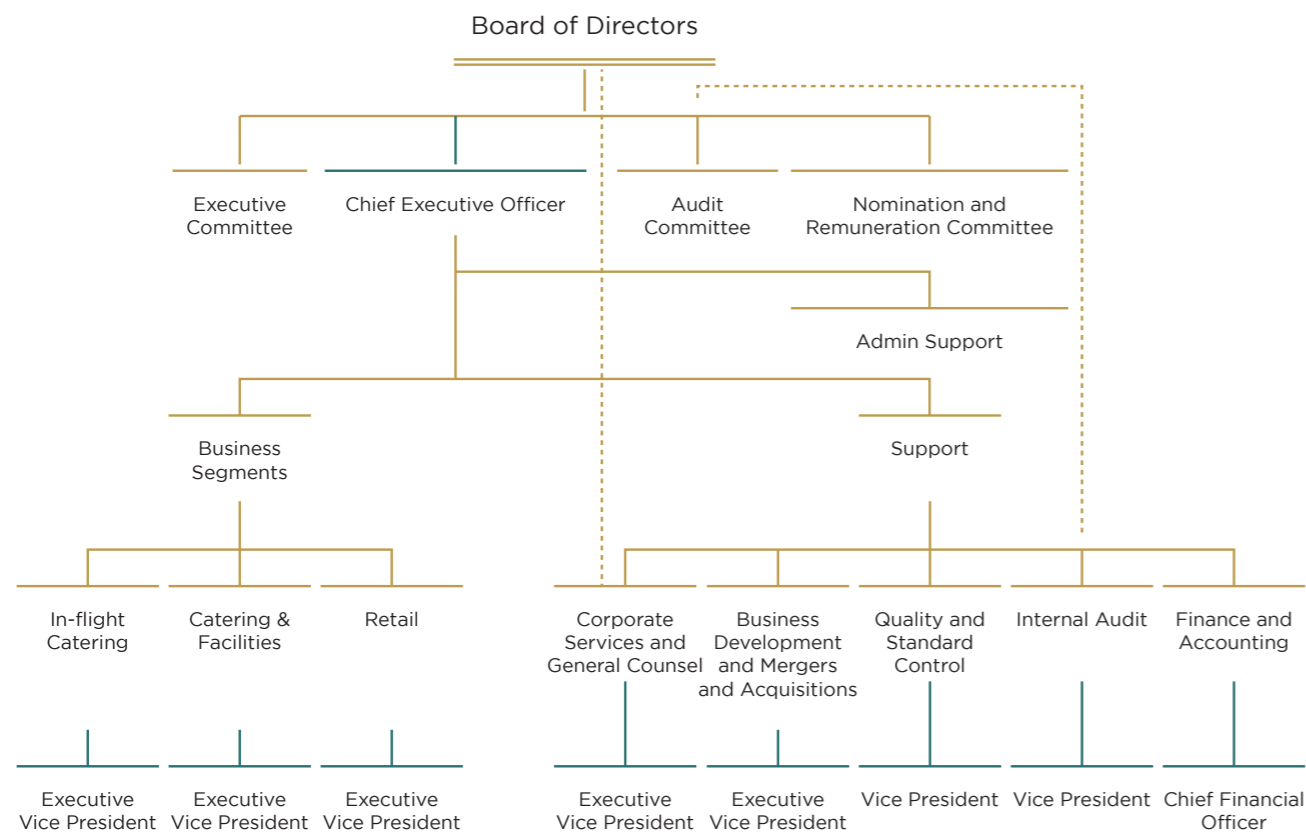 Board of Directors
Executive
Committee
Chief Executive Officer
Audit
Committee
Nomination and
Remuneration Committee
Admin Support
Business
Segments
Support
In-flight
Catering
Catering &
Facilities
Retail
Corporate
Services and
General Counsel
Business
Development
and Mergers
and Acquisitions
Quality and
Standard
Control
Internal Audit
Finance and
Accounting
Executive
Vice President
Executive
Vice President
Executive
Vice President
Executive
Vice President
Executive
Vice President
Vice President
Vice President
Chief Financial
Officer